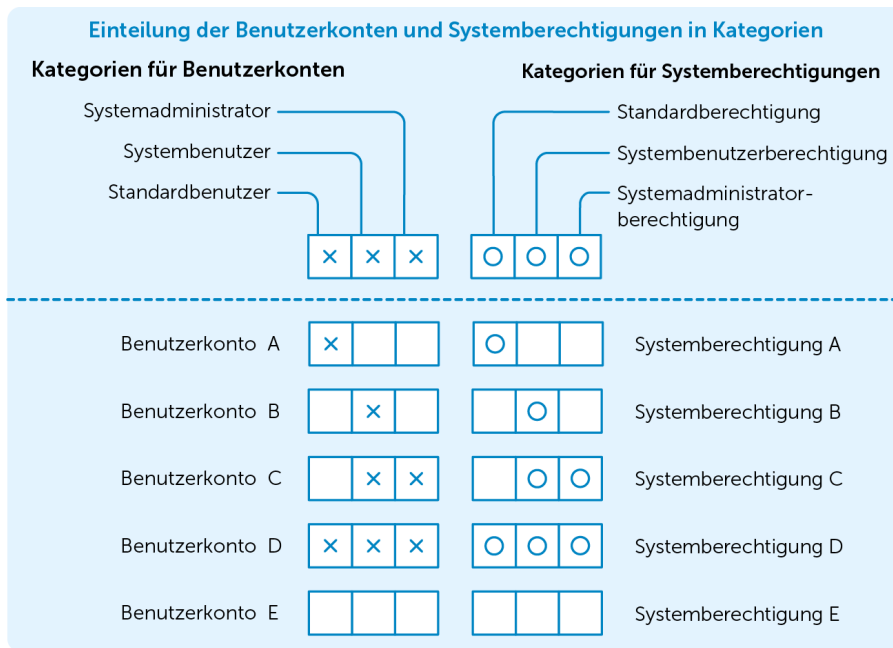 Einteilung der Benutzerkonten und Systemberechtigungen in Kategorien
Kategorien für Benutzerkonten
Kategorien für Systemberechtigungen
Systemadministrator
Systembenutzer
Standardbenutzer
Standardberechtigung
Systembenutzerberechtigung
Systemadministrator-
berechtigung
Benutzerkonto A
Systemberechtigung A
Benutzerkonto B
Systemberechtigung B
Benutzerkonto C
Systemberechtigung C
Benutzerkonto D
Systemberechtigung D
Benutzerkonto E
Systemberechtigung E